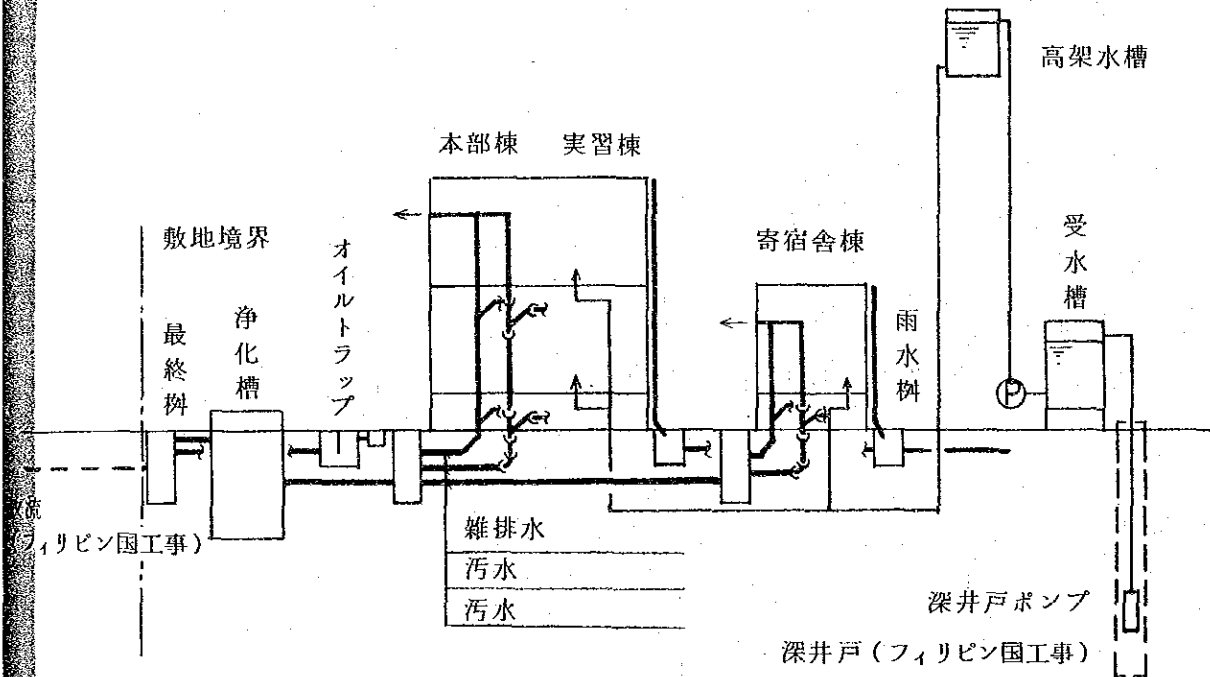 高架水槽
本部棟 実習棟
敷地境界
オイルトラップ
寄宿舎棟
受水槽
浄化槽
最終桝
雨水桝
P
放流
(フィリピン国工事)
雑排水
汚水
汚水
深井戸ポンプ
深井戸(フィリピン国工事)